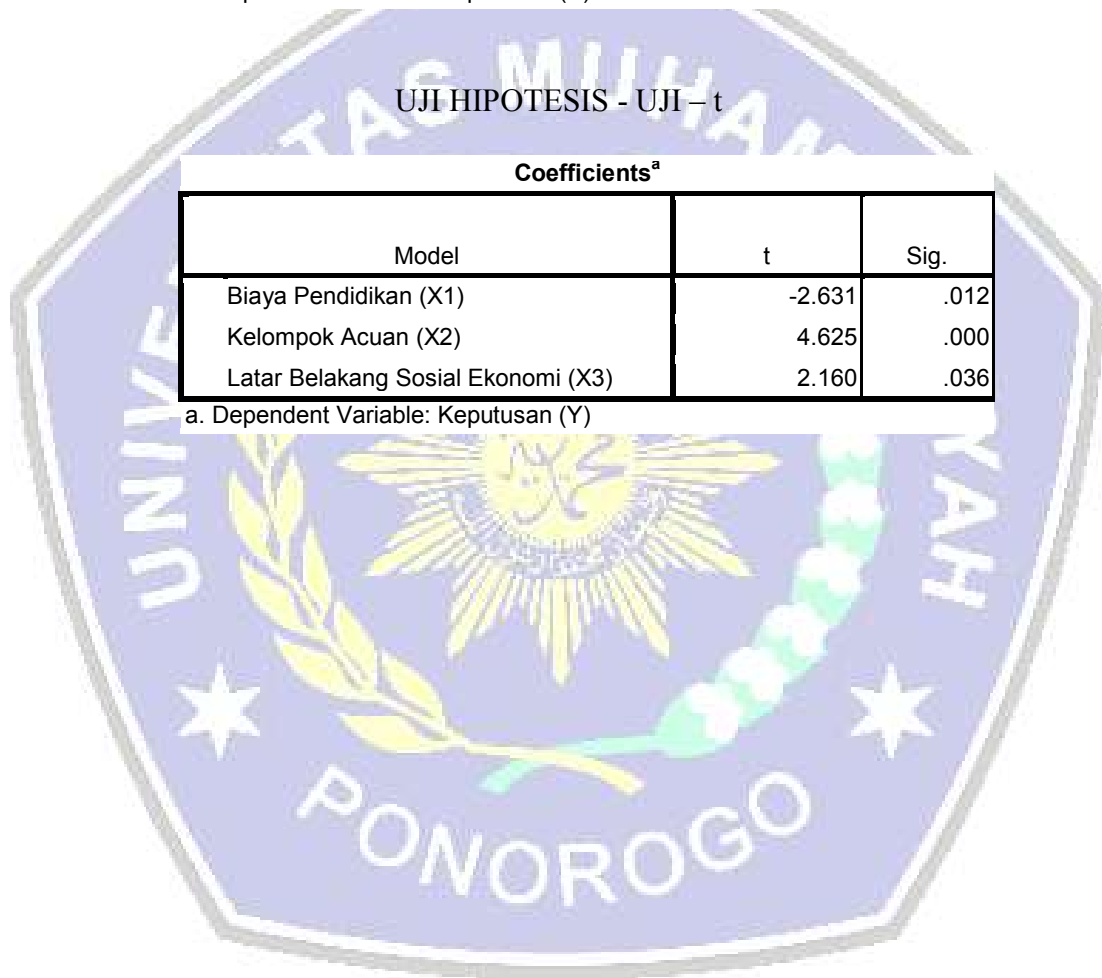 UJI HIPOTESIS - UJI – t
Coefficientsᵃ
Model t Sig.
Biaya Pendidikan (X1) -2.631 .012
Kelompok Acuan (X2) 4.625 .000
Latar Belakang Sosial Ekonomi (X3) 2.160 .036
a. Dependent Variable: Keputusan (Y)
PONOROGO